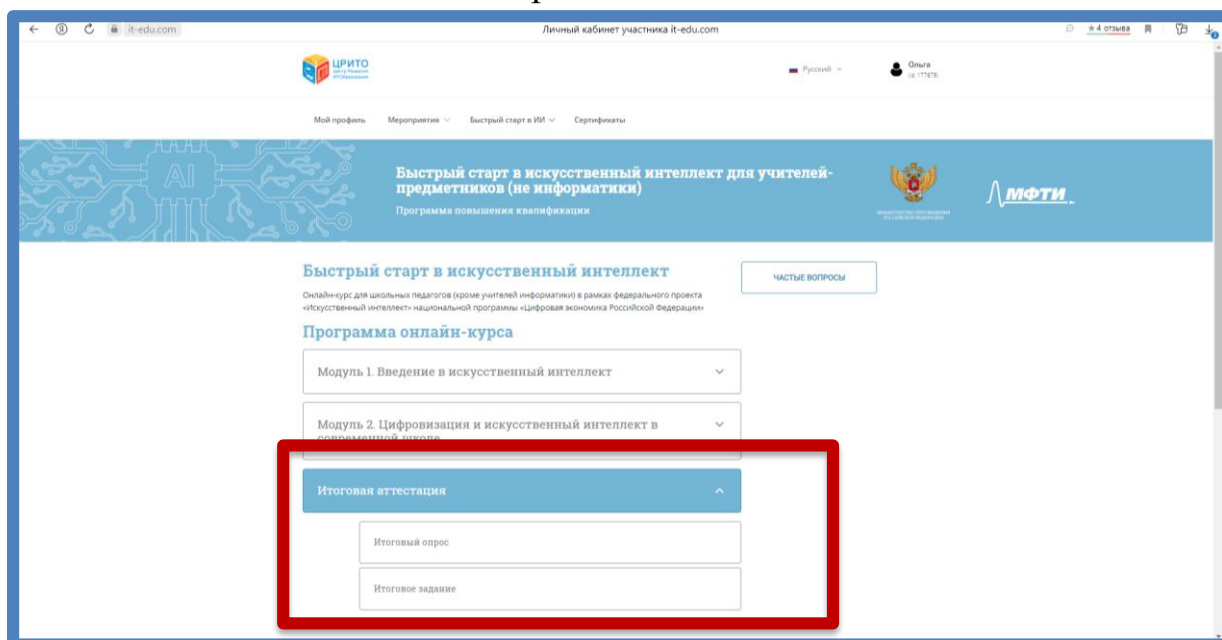 it-edu.com
Личный кабинет участника it-edu.com
★ 4 отзыва
ЦРИТО
Русский
Ольга
Мой профиль
Мероприятия
Быстрый старт в ИИ
Сертификаты
AI
Быстрый старт в искусственный интеллект для учителей-
предметников (не информатики)
Программа повышения квалификации
МФТИ.
Быстрый старт в искусственный интеллект
ЧАСТЫЕ ВОПРОСЫ
Онлайн-курс для школьных педагогов (кроме учителей информатики) в рамках федерального проекта
«Искусственный интеллект» национальной программы «Цифровая экономика Российской Федерации»
Программа онлайн-курса
Модуль 1. Введение в искусственный интеллект
Модуль 2. Цифровизация и искусственный интеллект в
современной школе
Итоговая аттестация
Итоговый опрос
Итоговое задание